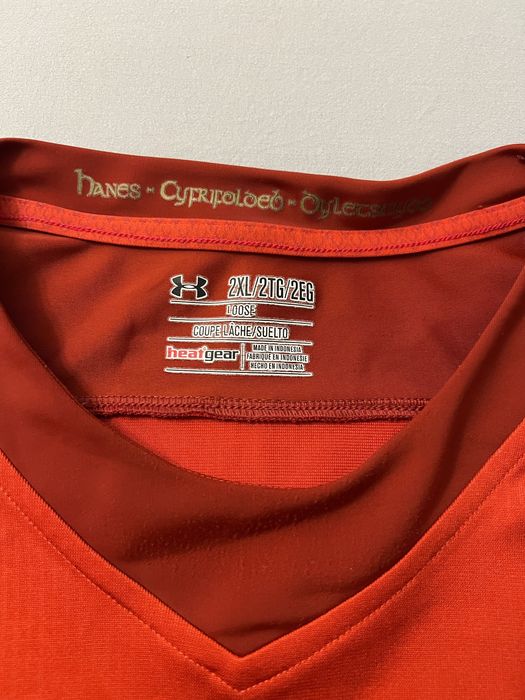 Hanes - Cyfrifoldeb - Dyletswydd
2XL/2TG/2EG
LOOSE
COUPE LÂCHE/SUELTO
heatgear
MADE IN INDONESIA
FABRIQUÉ EN INDONÉSIE
HECHO EN INDONESIA